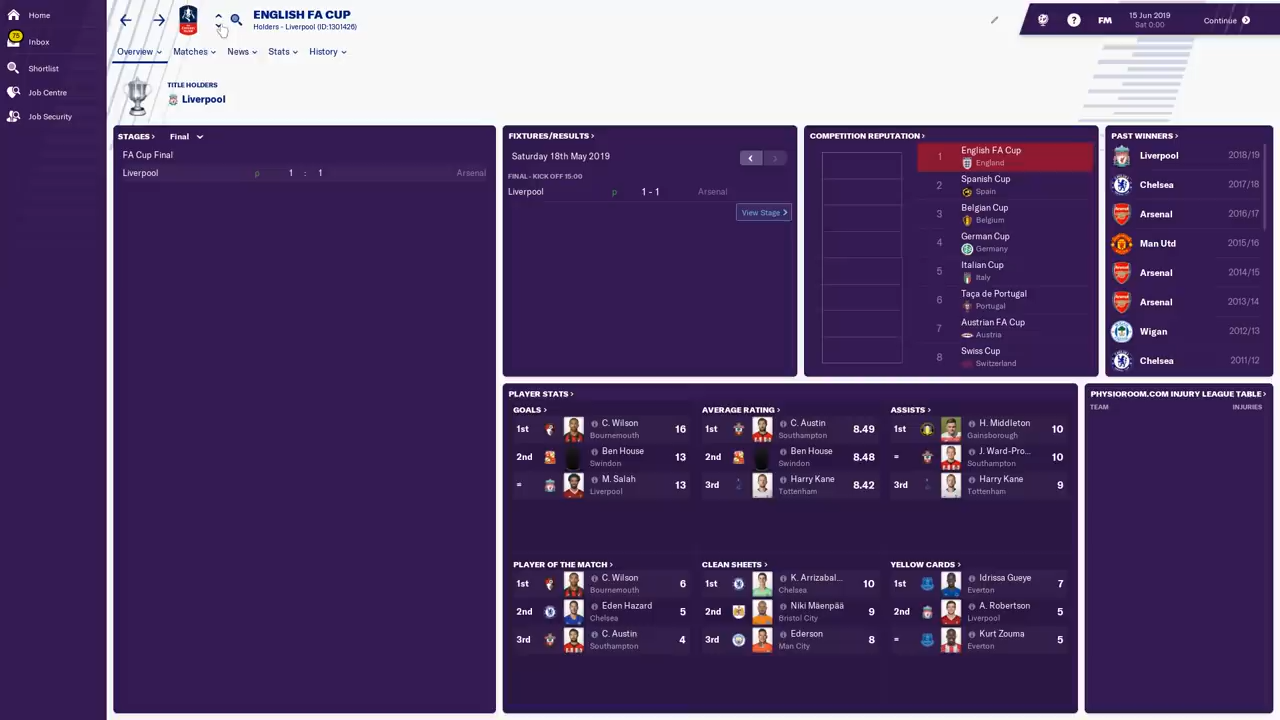 ENGLISH FA CUP
Holders - Liverpool (ID:1301426)
15 Jun 2019
Sat 0:00
FM
Continue
Home
75
Inbox
Shortlist
Job Centre
Job Security
Overview
Matches
News
Stats
History
TITLE HOLDERS
Liverpool
STAGES >
Final
FA Cup Final
Liverpool p 1 : 1 Arsenal
FIXTURES/RESULTS >
Saturday 18th May 2019
FINAL - KICK OFF 15:00
Liverpool p 1 - 1 Arsenal
View Stage >
COMPETITION REPUTATION >
1 English FA Cup
England
2 Spanish Cup
Spain
3 Belgian Cup
Belgium
4 German Cup
Germany
5 Italian Cup
Italy
6 Taça de Portugal
Portugal
7 Austrian FA Cup
Austria
8 Swiss Cup
Switzerland
PAST WINNERS >
Liverpool 2018/19
Chelsea 2017/18
Arsenal 2016/17
Man Utd 2015/16
Arsenal 2014/15
Arsenal 2013/14
Wigan 2012/13
Chelsea 2011/12
PLAYER STATS >
GOALS >
1st C. Wilson 16
Bournemouth
2nd Ben House 13
Swindon
= M. Salah 13
Liverpool
AVERAGE RATING >
1st C. Austin 8.49
Southampton
2nd Ben House 8.48
Swindon
3rd Harry Kane 8.42
Tottenham
ASSISTS >
1st H. Middleton 10
Gainsborough
= J. Ward-Pro... 10
Southampton
3rd Harry Kane 9
Tottenham
PLAYER OF THE MATCH >
1st C. Wilson 6
Bournemouth
2nd Eden Hazard 5
Chelsea
3rd C. Austin 4
Southampton
CLEAN SHEETS >
1st K. Arrizabal... 10
Chelsea
2nd Niki Mäenpää 9
Bristol City
3rd Ederson 8
Man City
YELLOW CARDS >
1st Idrissa Gueye 7
Everton
2nd A. Robertson 5
Liverpool
= Kurt Zouma 5
Everton
PHYSIOROOM.COM INJURY LEAGUE TABLE >
TEAM INJURIES